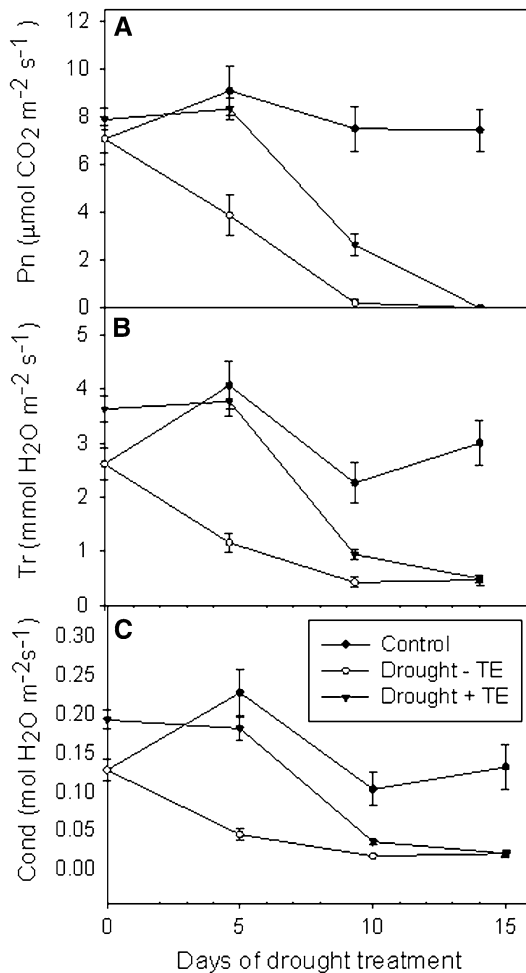 A
12
10
8
6
4
2
0
Pn (µmol CO2 m−2 s−1)
B
5
4
3
2
1
0
Tr (mmol H2O m−2 s−1)
C
0.30
0.25
0.20
0.15
0.10
0.05
0.00
Cond (mol H2O m−2s−1)
Control
Drought - TE
Drought + TE
0 5 10 15
Days of drought treatment